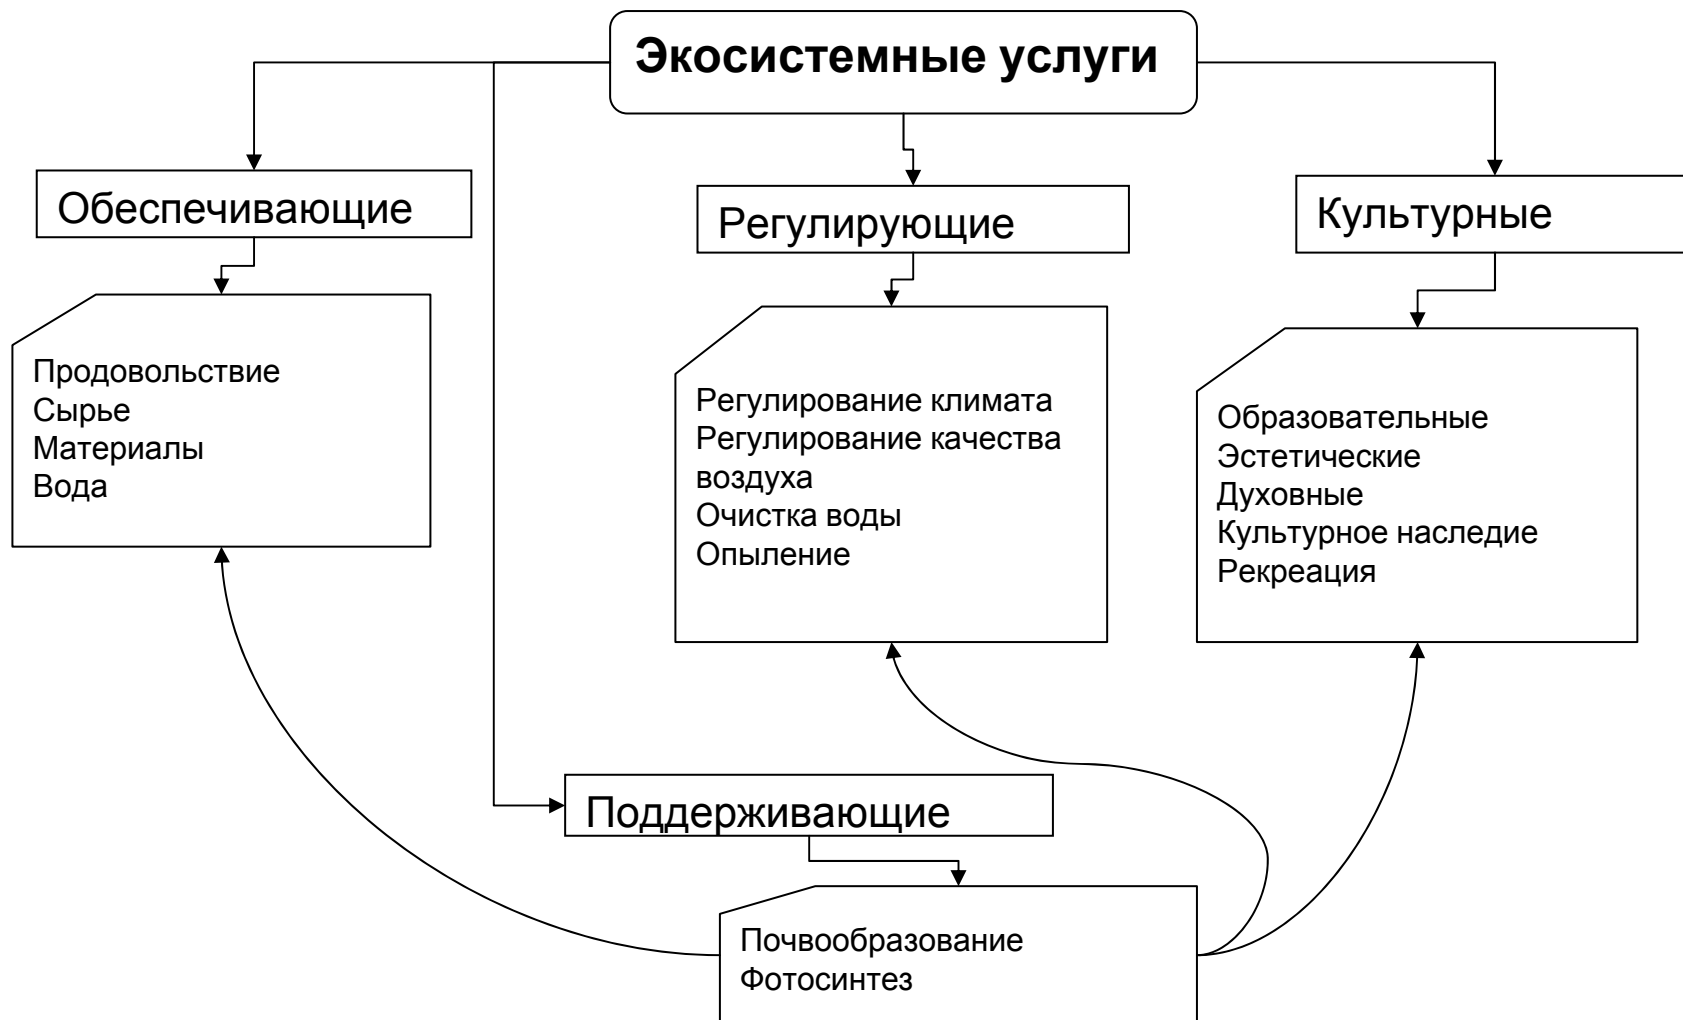 Экосистемные услуги
Обеспечивающие
Регулирующие
Культурные
Продовольствие
Сырье
Материалы
Вода
Регулирование климата
Регулирование качества
воздуха
Очистка воды
Опыление
Образовательные
Эстетические
Духовные
Культурное наследие
Рекреация
Поддерживающие
Почвообразование
Фотосинтез